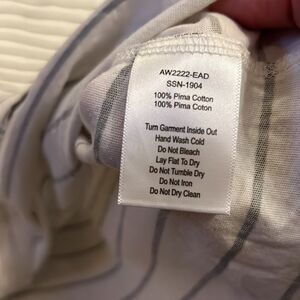 AW2222-EAD
SSN-1904
100% Pima Cotton
100% Pima Cotton
Turn Garment Inside Out
Hand Wash Cold
Do Not Bleach
Lay Flat To Dry
Do Not Tumble Dry
Do Not Iron
Do Not Dry Clean